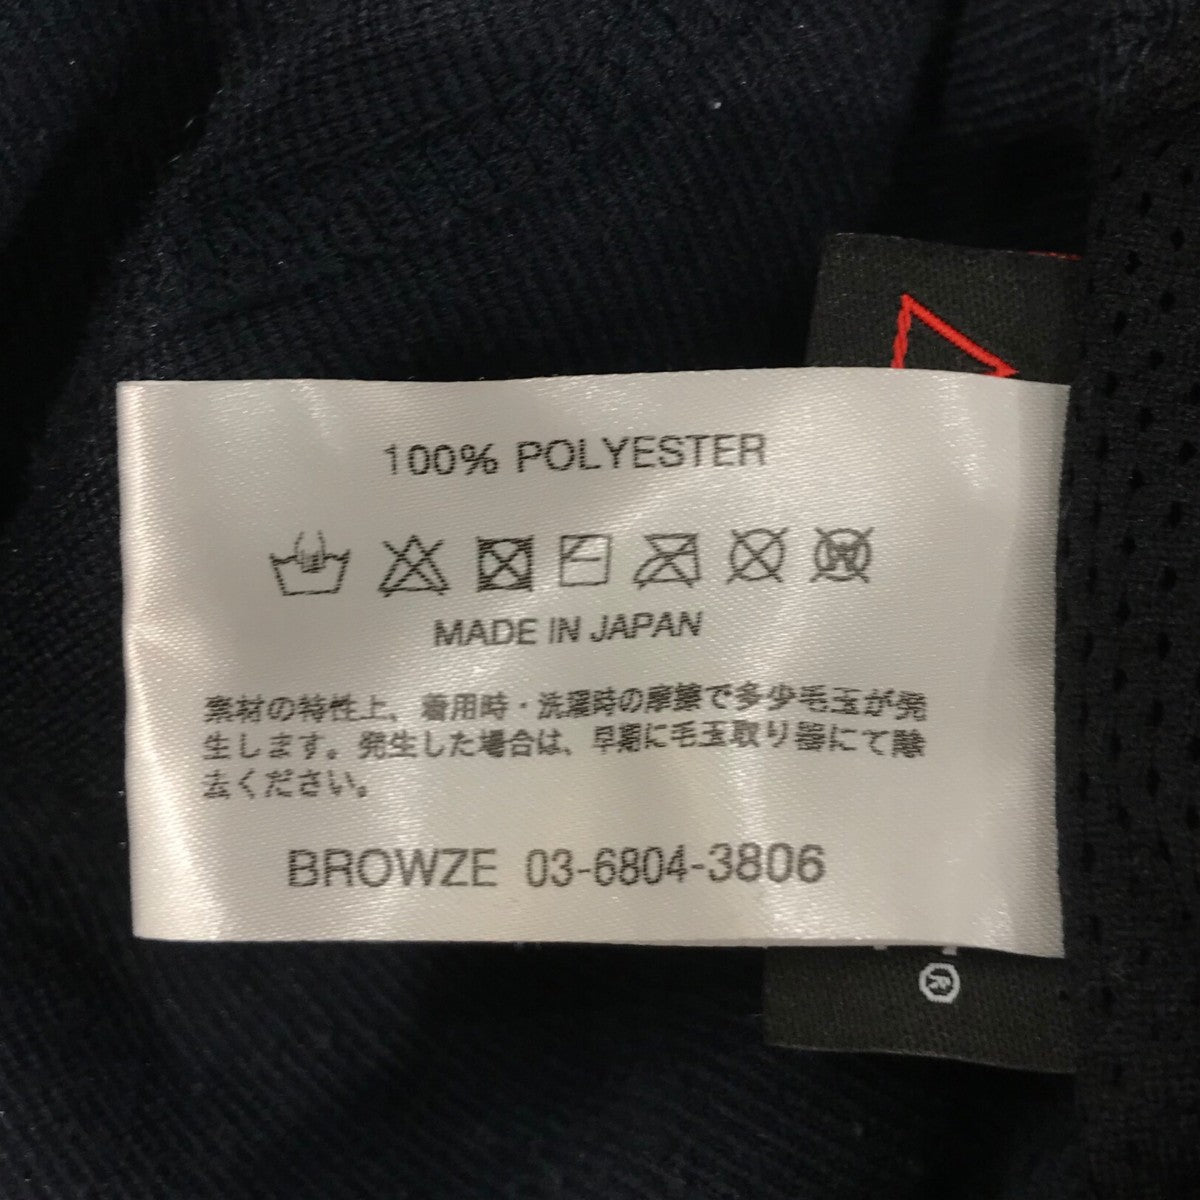 100% POLYESTER
MADE IN JAPAN
素材の特性上、着用時・洗濯時の摩擦で多少毛玉が発
生します。発生した場合は、早期に毛玉取り器にて除
去ください。
BROWZE 03-6804-3806
®